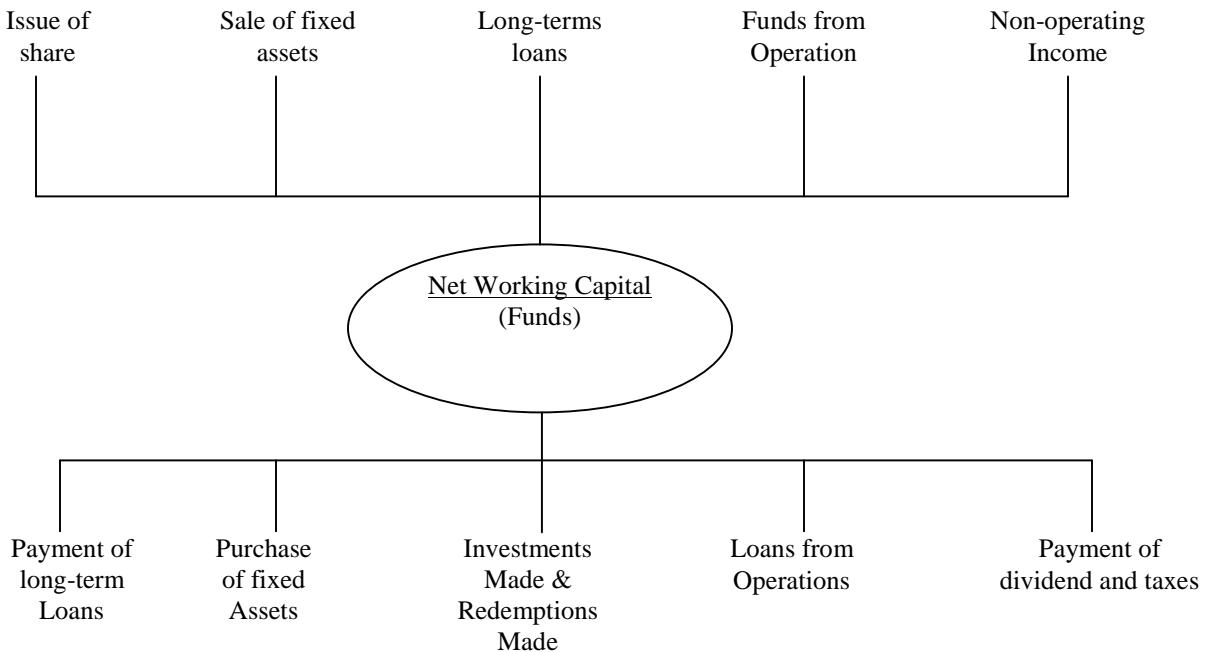 Issue of
share
Sale of fixed
assets
Long-terms
loans
Funds from
Operation
Non-operating
Income
Net Working Capital
(Funds)
Payment of
long-term
Loans
Purchase
of fixed
Assets
Investments
Made &
Redemptions
Made
Loans from
Operations
Payment of
dividend and taxes